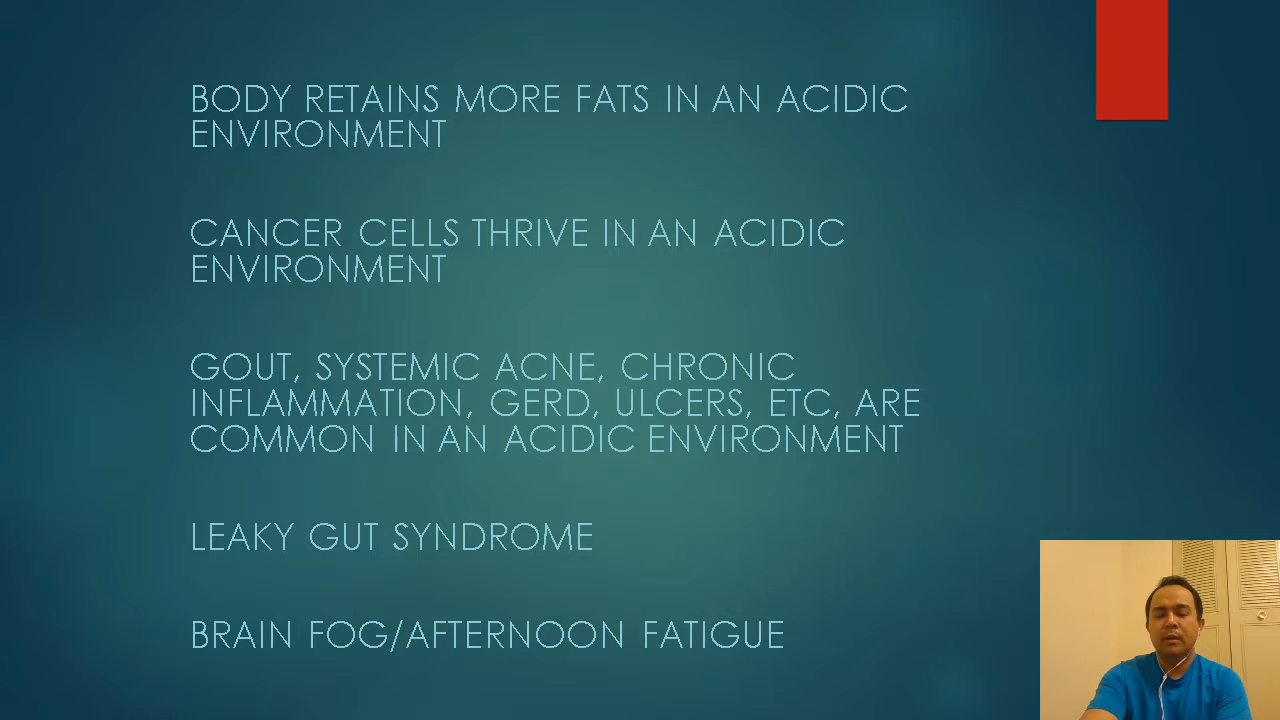 BODY RETAINS MORE FATS IN AN ACIDIC
ENVIRONMENT
CANCER CELLS THRIVE IN AN ACIDIC
ENVIRONMENT
GOUT, SYSTEMIC ACNE, CHRONIC
INFLAMMATION, GERD, ULCERS, ETC, ARE
COMMON IN AN ACIDIC ENVIRONMENT
LEAKY GUT SYNDROME
BRAIN FOG/AFTERNOON FATIGUE